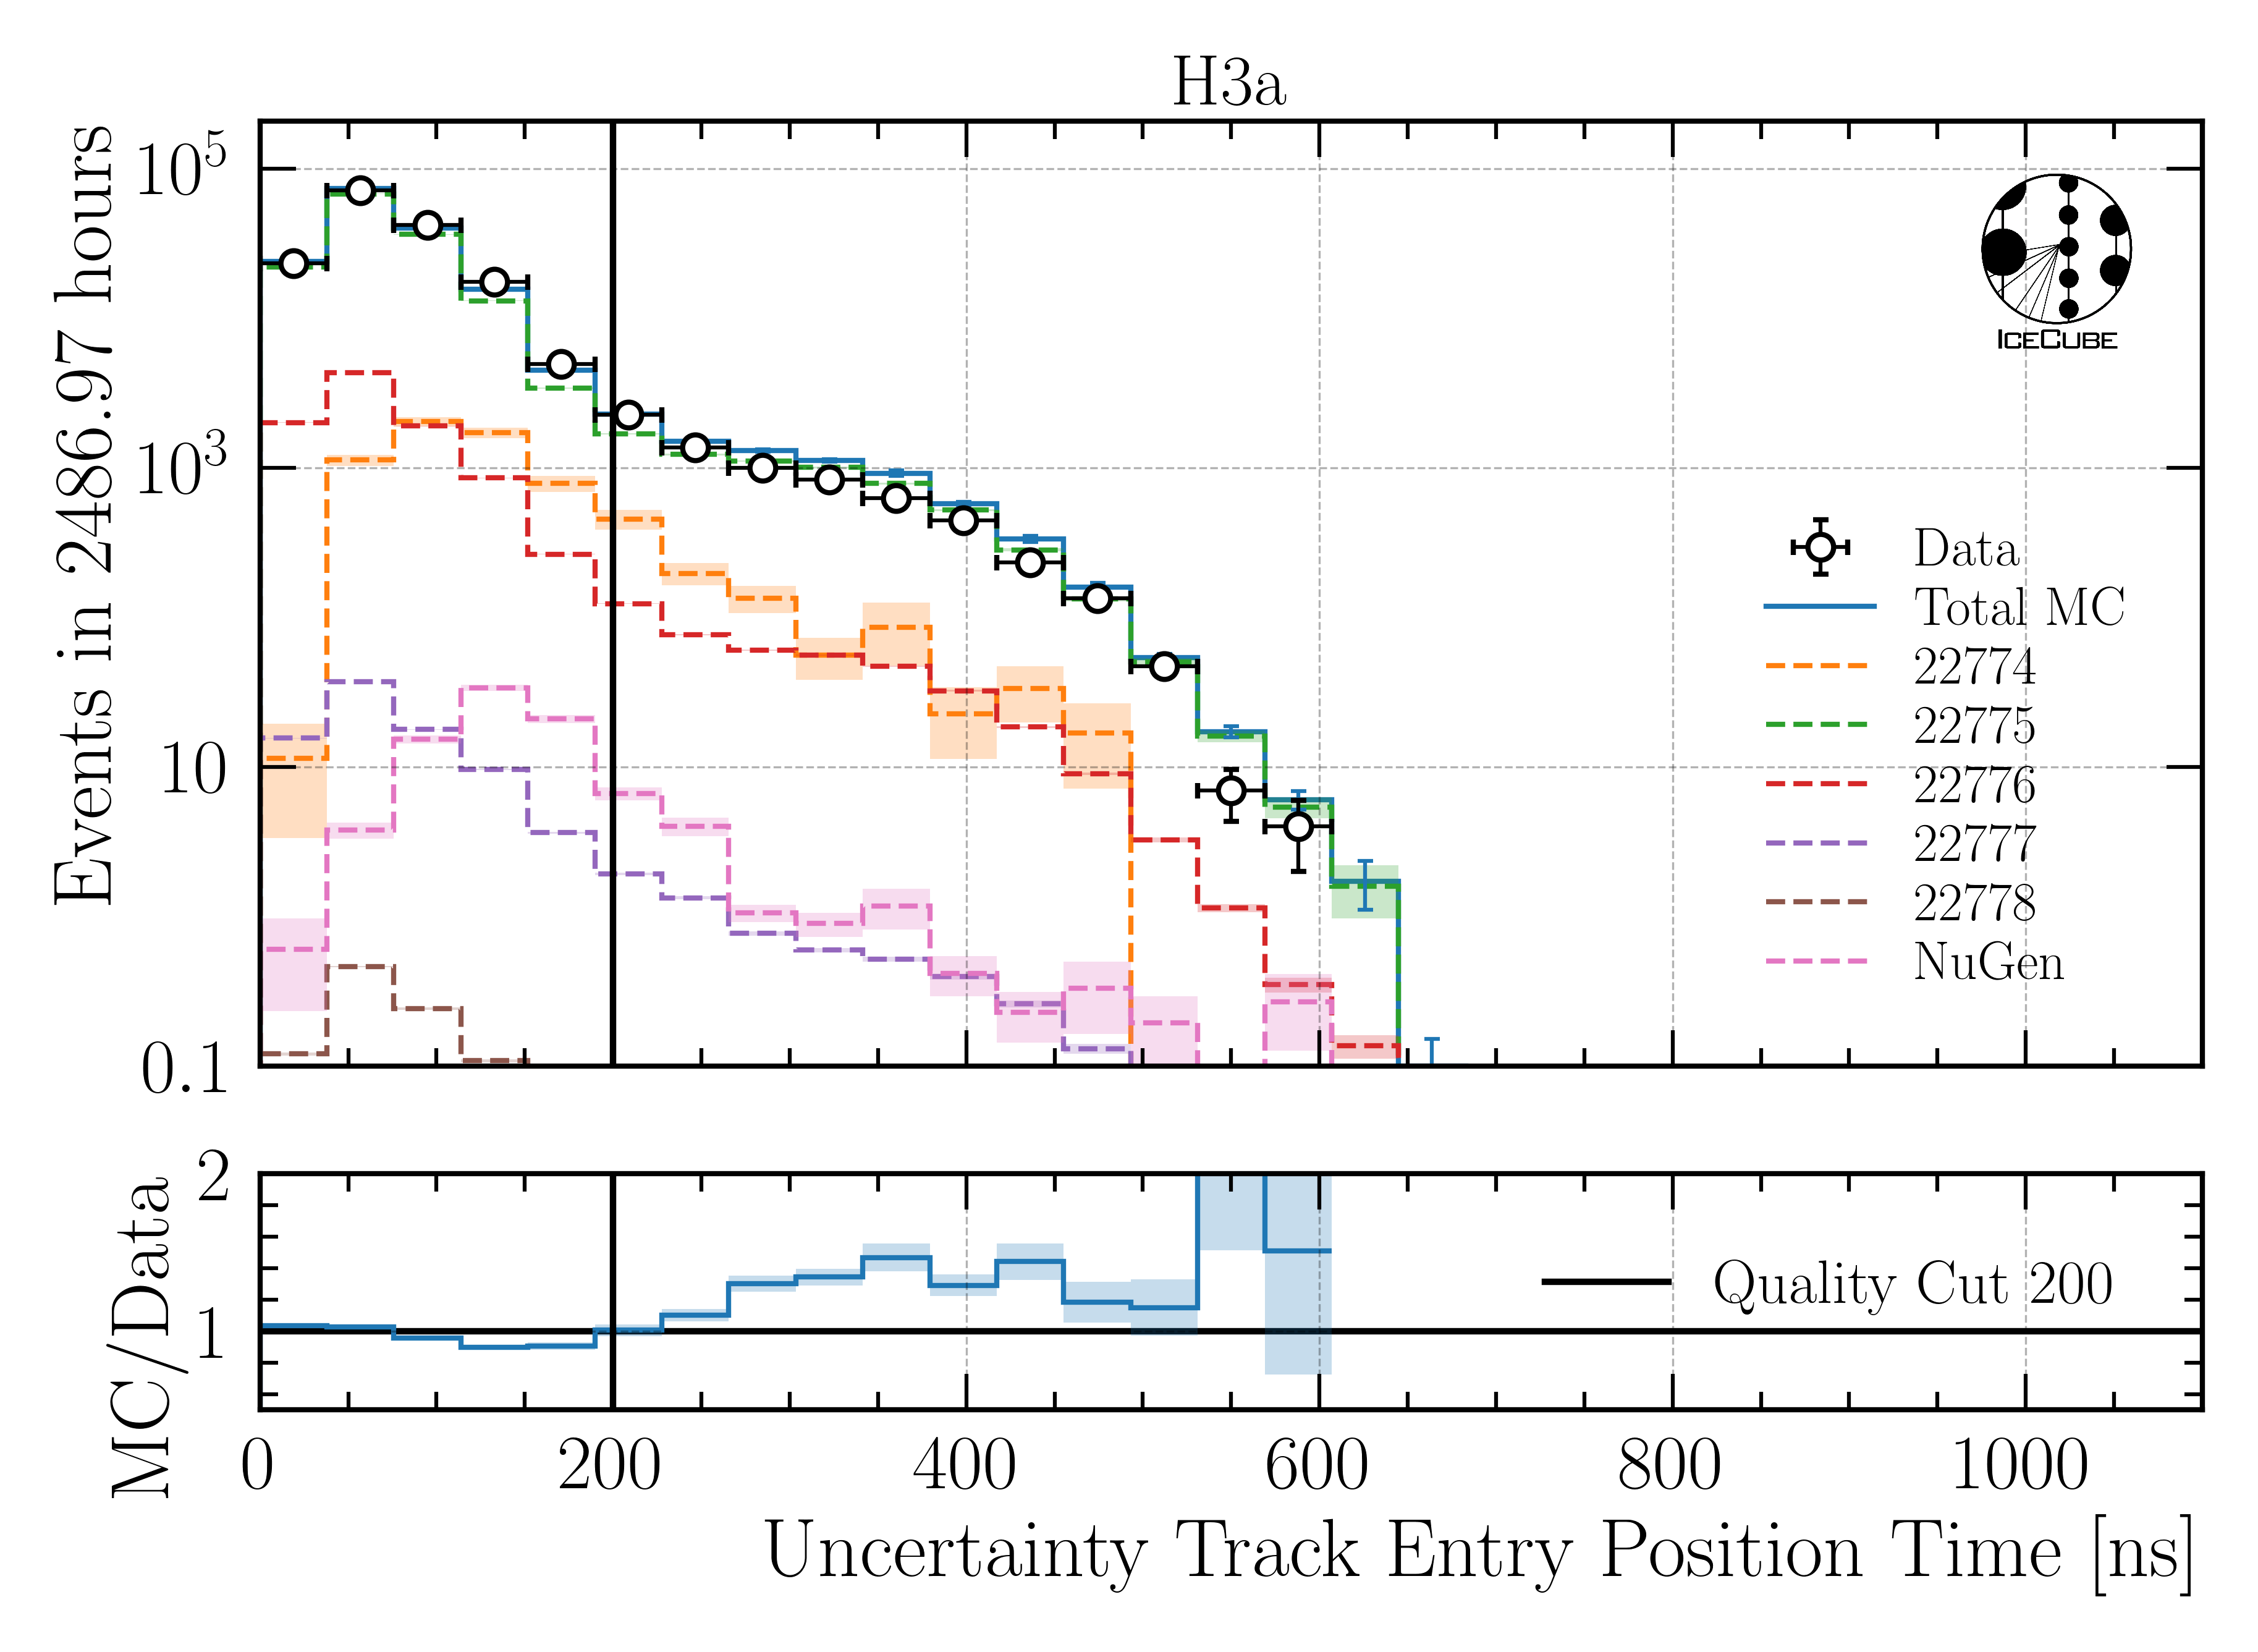 H3a
Events in 2486.97 hours
10^5
10^3
10
0.1
ICECUBE
Data
Total MC
22774
22775
22776
22777
22778
NuGen
MC/Data
2
1
Quality Cut 200
0 200 400 600 800 1000
Uncertainty Track Entry Position Time [ns]